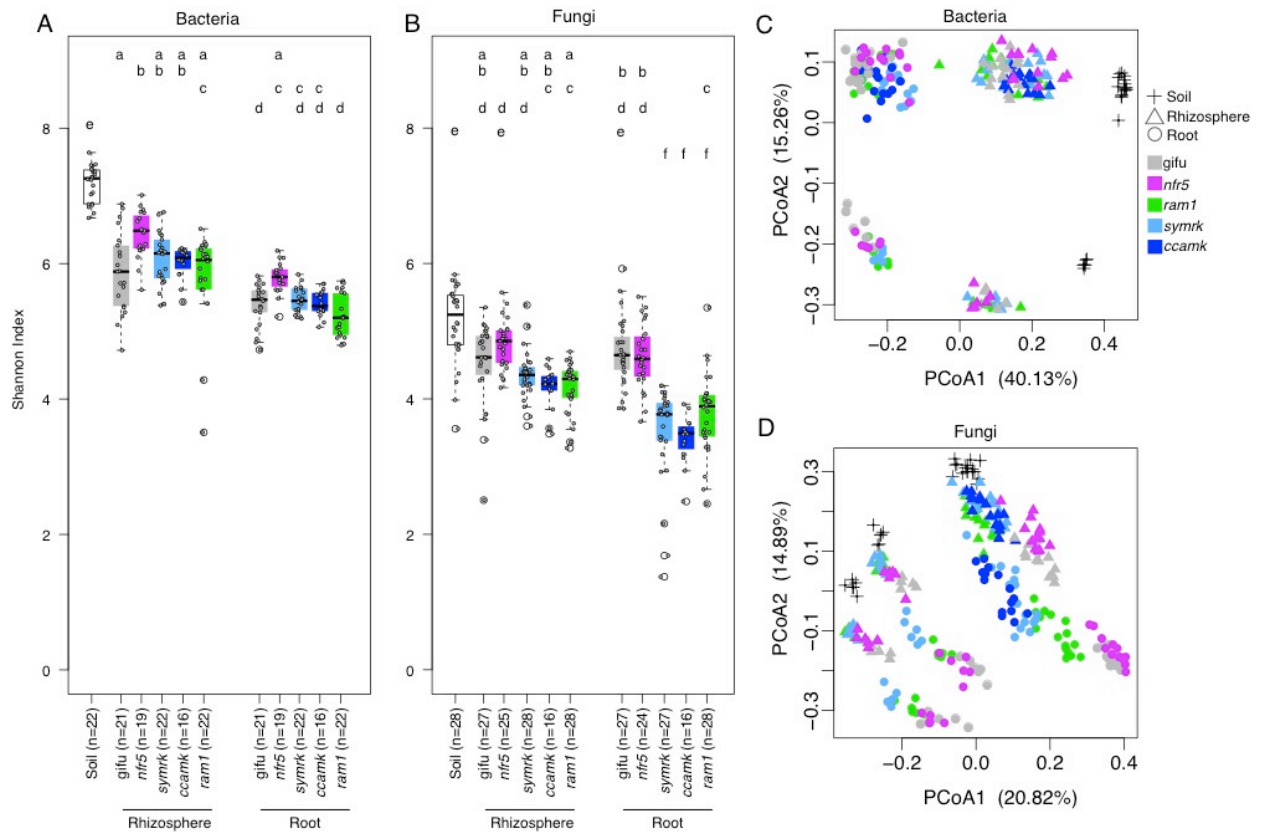 A
Bacteria
Shannon Index
8
6
4
2
0
a
a b
a b
a
b
c
e
a
c
c
c
d
d
d
d
Soil (n=22)
gifu (n=21)
nfr5 (n=19)
symrk (n=22)
ccamk (n=16)
ram1 (n=22)
gifu (n=21)
nfr5 (n=19)
symrk (n=22)
ccamk (n=16)
ram1 (n=22)
Rhizosphere
Root
B
Fungi
8
6
4
2
0
a b
a b
a b
a
b b
c c
c
d d
d d
e
e
e
f f f
Soil (n=28)
gifu (n=27)
nfr5 (n=25)
symrk (n=28)
ccamk (n=16)
ram1 (n=28)
gifu (n=27)
nfr5 (n=24)
symrk (n=27)
ccamk (n=16)
ram1 (n=28)
Rhizosphere
Root
C
Bacteria
PCoA2 (15.26%)
0.1
0.0
-0.1
-0.2
-0.3
-0.2 0.0 0.2 0.4
PCoA1 (40.13%)
Soil
Rhizosphere
Root
gifu
nfr5
ram1
symrk
ccamk
D
Fungi
PCoA2 (14.89%)
0.3
0.1
-0.1
-0.3
-0.2 0.0 0.2 0.4
PCoA1 (20.82%)